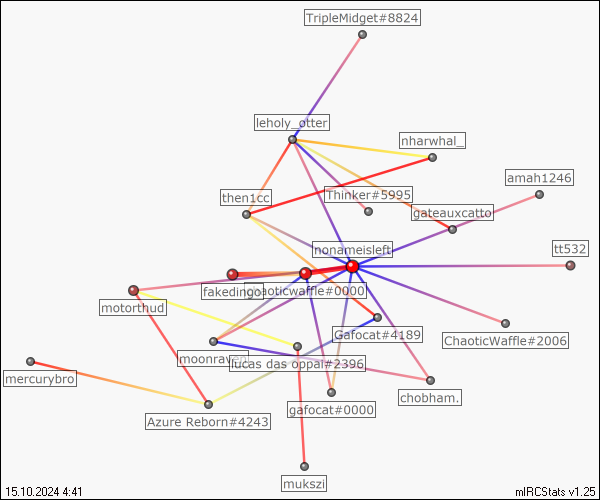 TripleMidget#8824
leholy_otter
nharwhal_
amah1246
then1cc
Thinker#5995
gateauxcatto
nonameisleft
tt532
chaoticwaffle#0000
motorthud
Gafocat#4189
ChaoticWaffle#2006
lucas das oppai#2396
mercurybro
chobham.
gafocat#0000
Azure Reborn#4243
mukszi
15.10.2024 4:41
mIRCStats v1.25